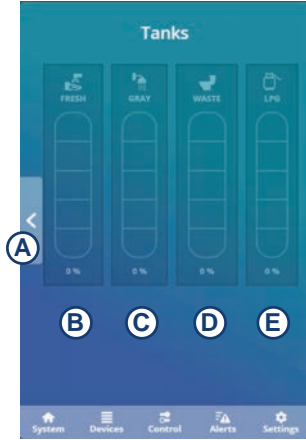 Tanks
FRESH GRAY WASTE LPG
A
0 % 0 % 0 % 0 %
B C D E
System Devices Control Alerts Settings